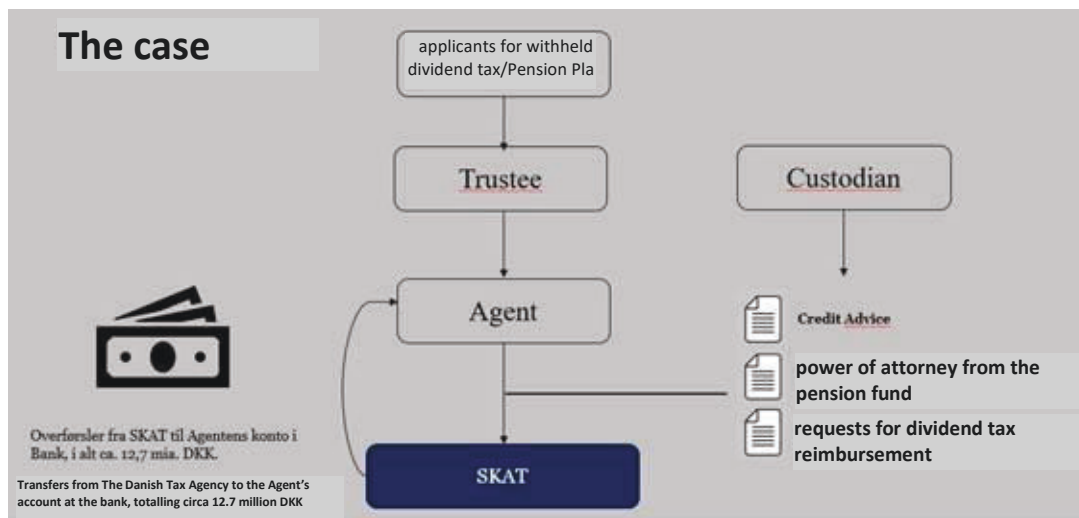 The case
applicants for withheld
dividend tax/Pension Pla
Trustee
Custodian
Agent
Credit Advice
power of attorney from the
pension fund
requests for dividend tax
reimbursement
Overførsler fra SKAT til Agentens konto i
Bank, i alt ca. 12,7 mia. DKK.
Transfers from The Danish Tax Agency to the Agent’s
account at the bank, totalling circa 12.7 million DKK
SKAT